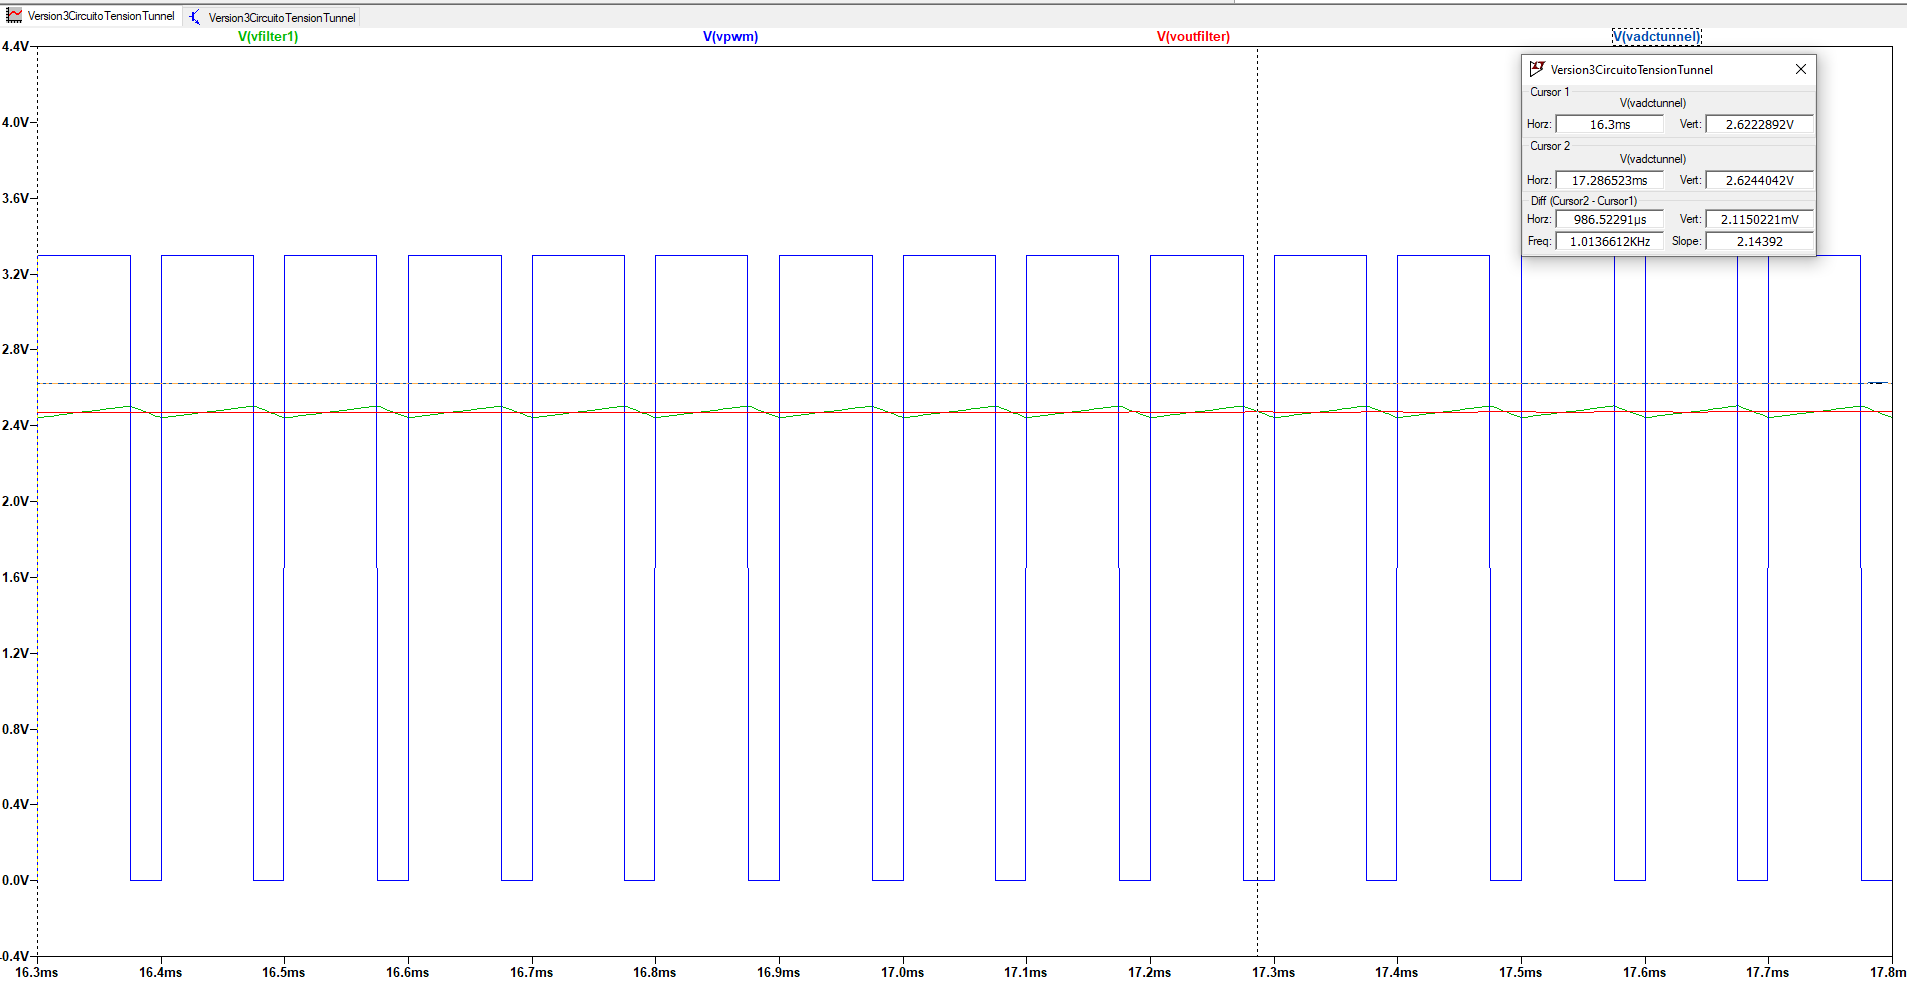 Version3CircuitoTensionTunnel Version3CircuitoTensionTunnel
V(vfilter1) V(vpwm) V(voutfilter) V(vadctunnel)
4.4V
4.0V
3.6V
3.2V
2.8V
2.4V
2.0V
1.6V
1.2V
0.8V
0.4V
0.0V
-0.4V
16.3ms 16.4ms 16.5ms 16.6ms 16.7ms 16.8ms 16.9ms 17.0ms 17.1ms 17.2ms 17.3ms 17.4ms 17.5ms 17.6ms 17.7ms 17.8m
Version3CircuitoTensionTunnel
Cursor 1
V(vadctunnel)
Horz: 16.3ms Vert: 2.6222892V
Cursor 2
V(vadctunnel)
Horz: 17.286523ms Vert: 2.6244042V
Diff (Cursor2 - Cursor1)
Horz: 986.52291µs Vert: 2.1150221mV
Freq: 1.0136612KHz Slope: 2.14392